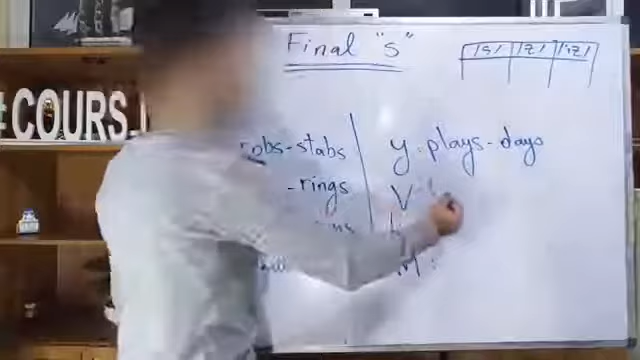 Final "s"
/s/ /z/ /iz/
#COURS
robs-stabs
y: plays-days
-rings
V:
M: